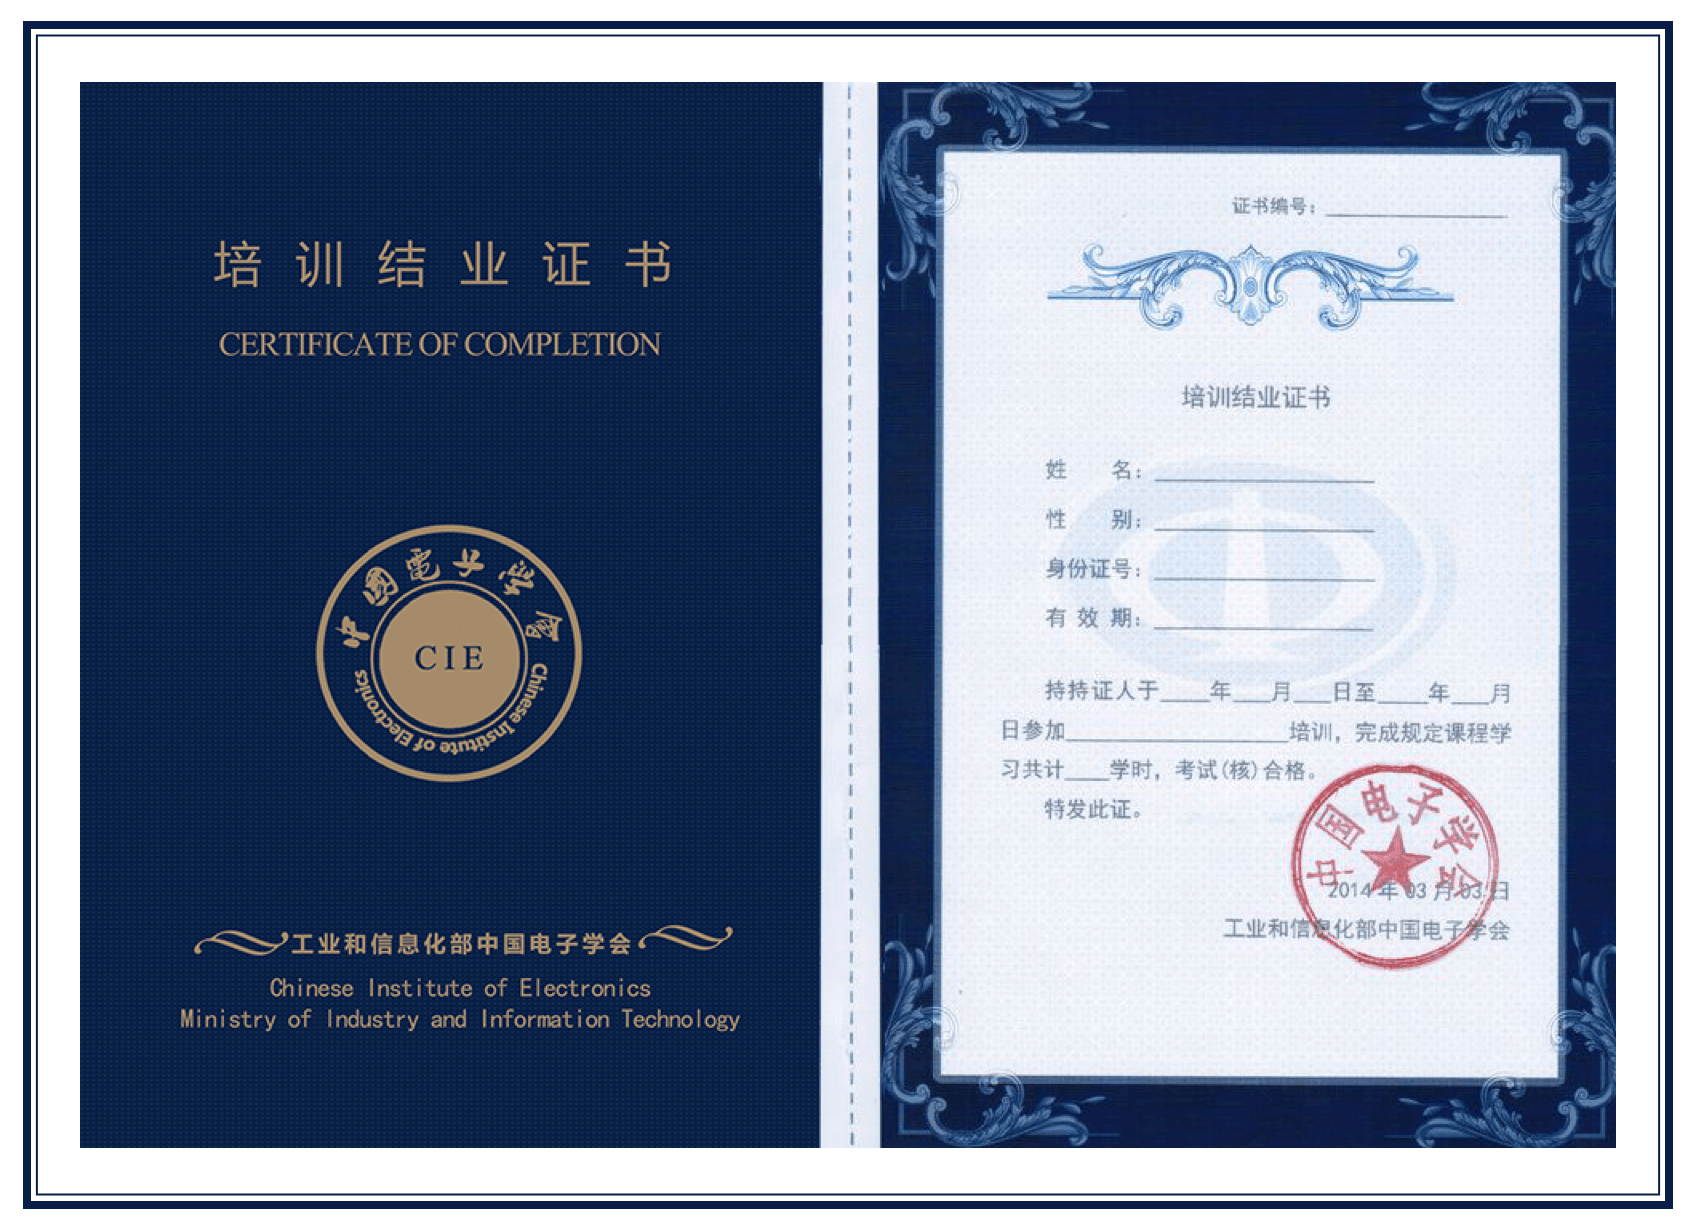 培训结业证书
CERTIFICATE OF COMPLETION
中國電子學會
CIE
Chinese Institute of Electronics
工业和信息化部中国电子学会
Chinese Institute of Electronics
Ministry of Industry and Information Technology
证书编号：
培训结业证书
姓 名：
性 别：
身份证号：
有 效 期：
持持证人于____年___月___日至____年___月
日参加____________________培训，完成规定课程学
习共计____学时，考试(核)合格。
特发此证。
中国电子学会
2014年03月03日
工业和信息化部中国电子学会